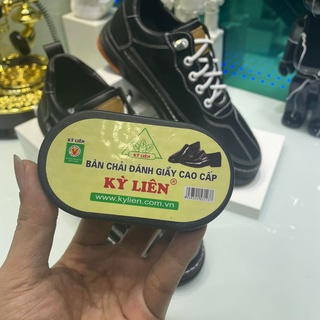 KỲ LIÊN
KỲ LIÊN
BÀN CHẢI ĐÁNH GIẦY CAO CẤP
KỲ LIÊN®
www.kylien.com.vn